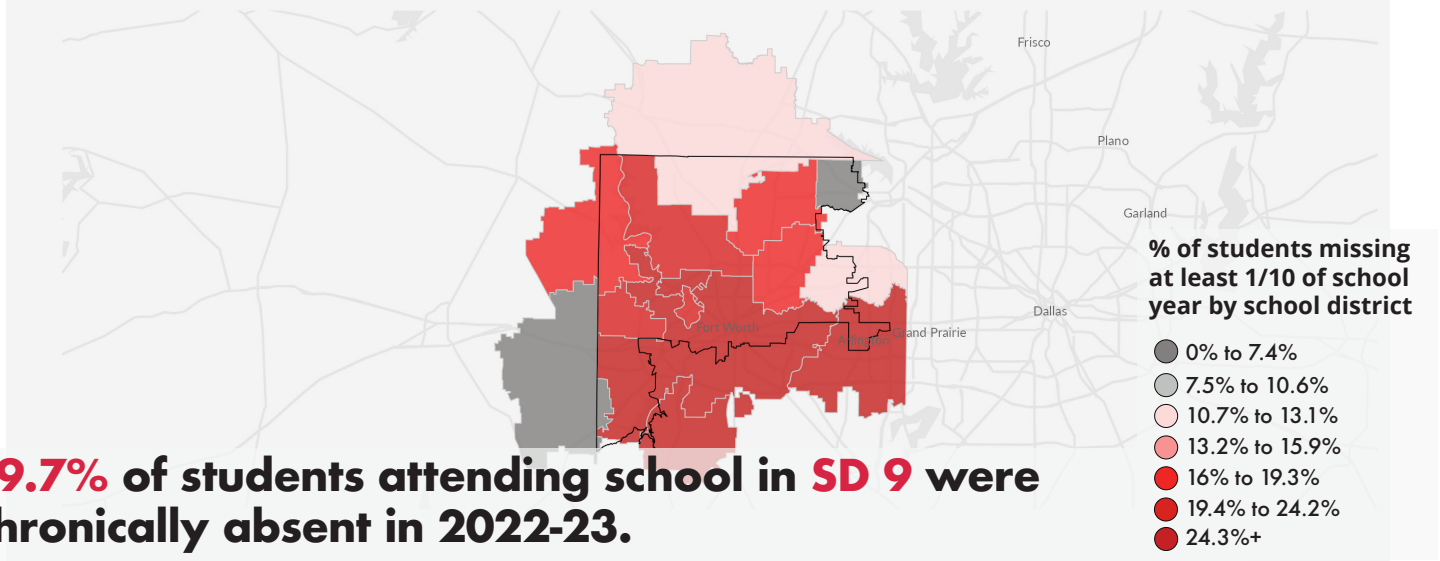 Frisco
Plano
Garland
% of students missing
at least 1/10 of school
year by school district
Dallas
Fort Worth
Grand Prairie
Arlington
0% to 7.4%
7.5% to 10.6%
10.7% to 13.1%
13.2% to 15.9%
16% to 19.3%
19.4% to 24.2%
24.3%+
9.7% of students attending school in SD 9 were
hronically absent in 2022-23.